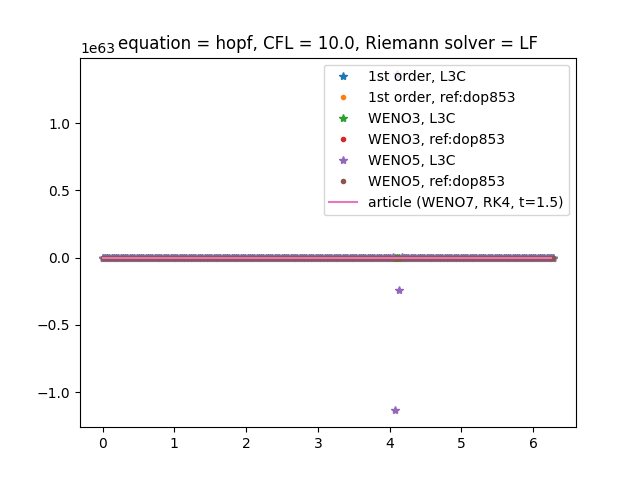 equation = hopf, CFL = 10.0, Riemann solver = LF
1e63
1st order, L3C
1st order, ref:dop853
WENO3, L3C
WENO3, ref:dop853
WENO5, L3C
WENO5, ref:dop853
article (WENO7, RK4, t=1.5)
1.0
0.5
0.0
−0.5
−1.0
0 1 2 3 4 5 6